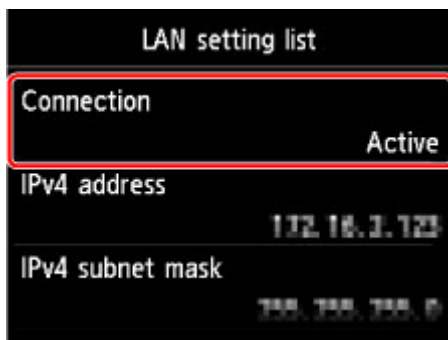 LAN setting list
Connection
Active
IPv4 address
IPv4 subnet mask